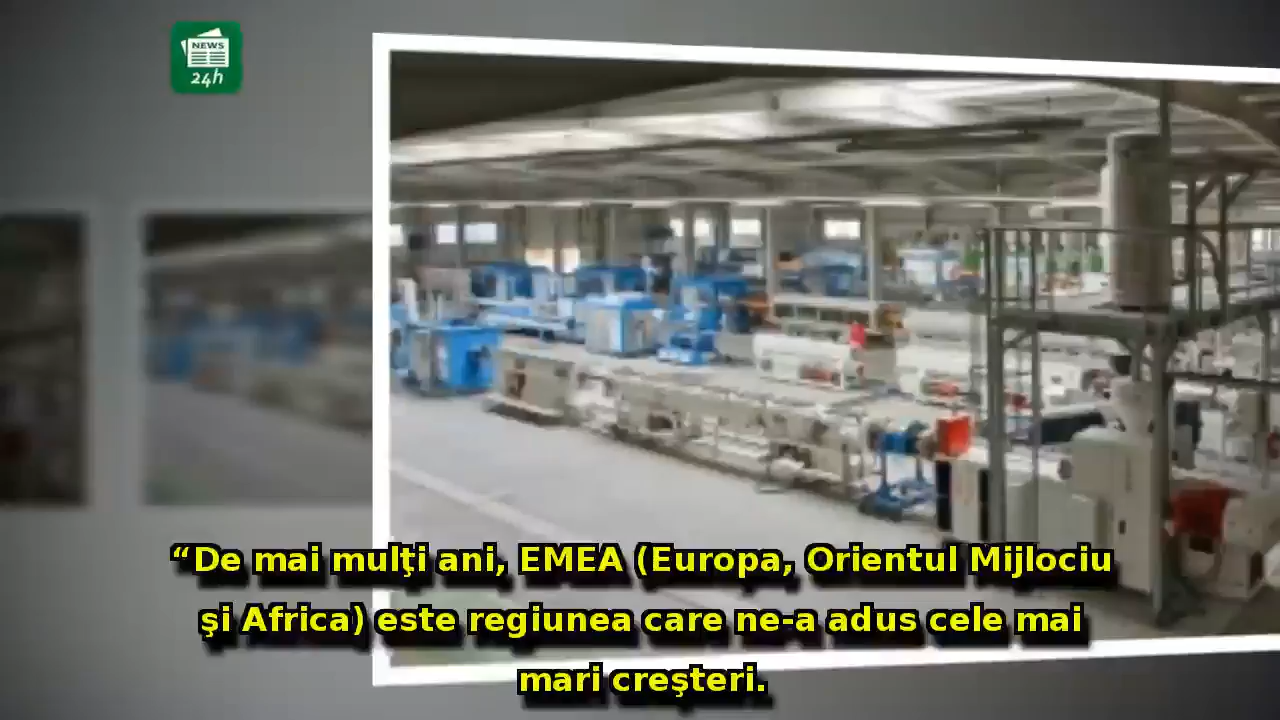 NEWS
24h
“De mai mulţi ani, EMEA (Europa, Orientul Mijlociu
şi Africa) este regiunea care ne-a adus cele mai
mari creşteri.